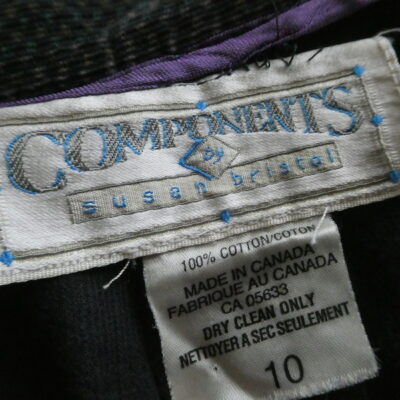 COMPONENTS
by
susan bristol
100% COTTON/COTON
MADE IN CANADA
FABRIQUE AU CANADA
CA 05633
DRY CLEAN ONLY
NETTOYER A SEC SEULEMENT
10